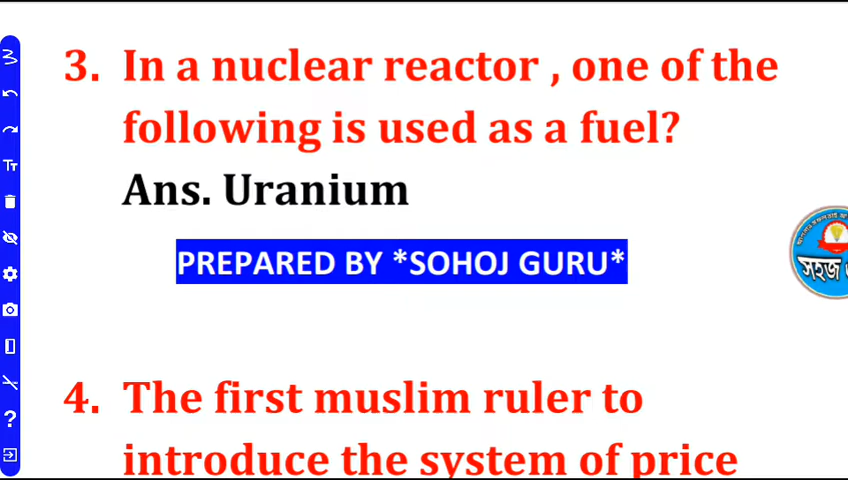 3. In a nuclear reactor , one of the
following is used as a fuel?
Ans. Uranium
PREPARED BY *SOHOJ GURU*
সহজ
4. The first muslim ruler to
introduce the system of price